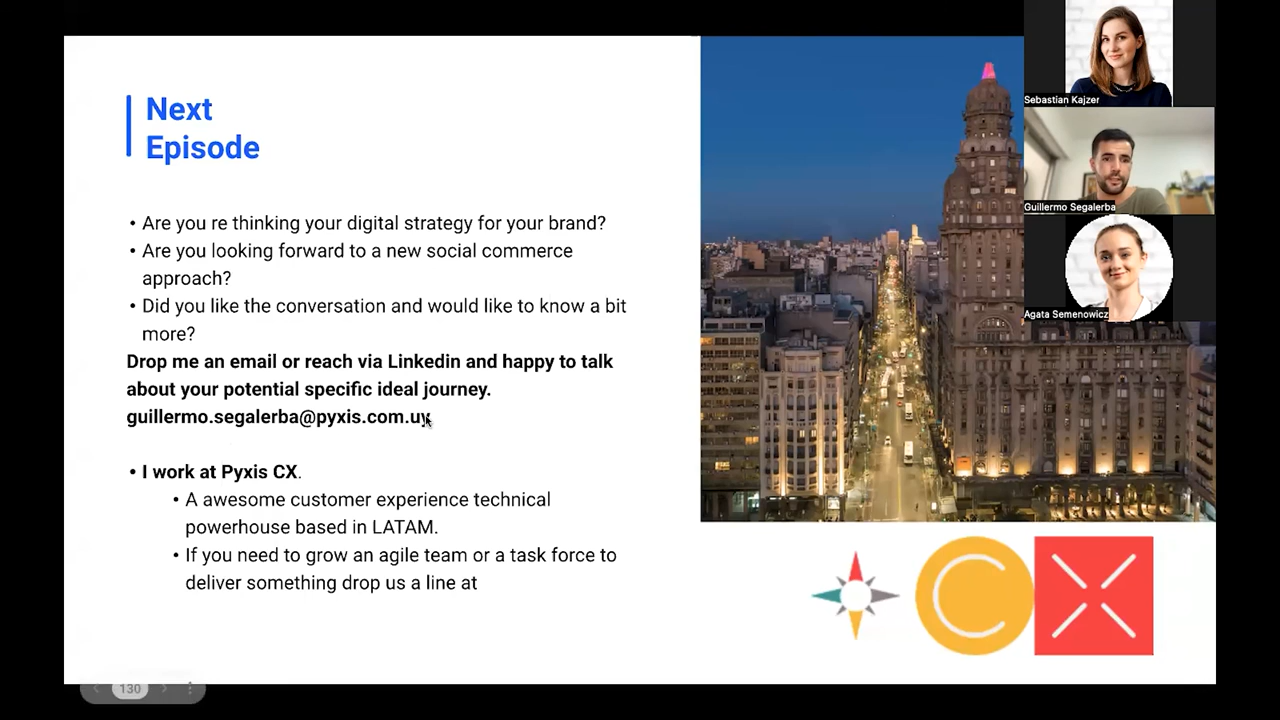 Next
Episode
• Are you re thinking your digital strategy for your brand?
• Are you looking forward to a new social commerce
approach?
• Did you like the conversation and would like to know a bit
more?
Drop me an email or reach via Linkedin and happy to talk
about your potential specific ideal journey.
guillermo.segalerba@pyxis.com.uy
• I work at Pyxis CX.
• A awesome customer experience technical
powerhouse based in LATAM.
• If you need to grow an agile team or a task force to
deliver something drop us a line at
Sebastian Kajzer
Guillermo Segalerba
Agata Semenowicz
CX
130